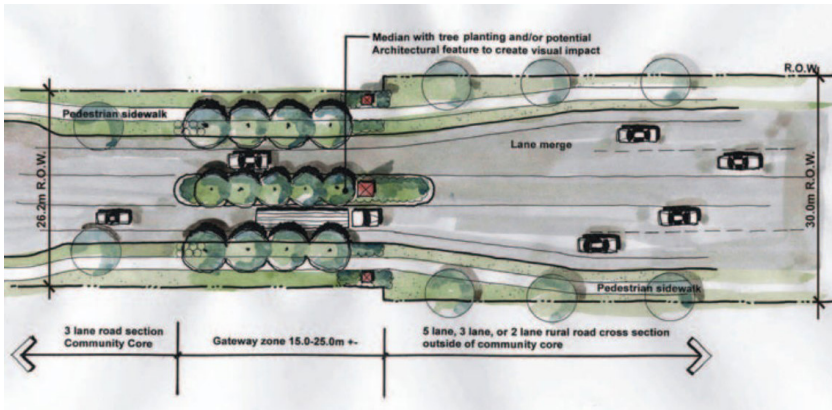 Median with tree planting and/or potential
Architectural feature to create visual impact
R.O.W.
Pedestrian sidewalk
Lane merge
26.2m R.O.W.
30.0m R.O.W.
Pedestrian sidewalk
3 lane road section
Community Core
Gateway zone 15.0-25.0m +-
5 lane, 3 lane, or 2 lane rural road cross section
outside of community core